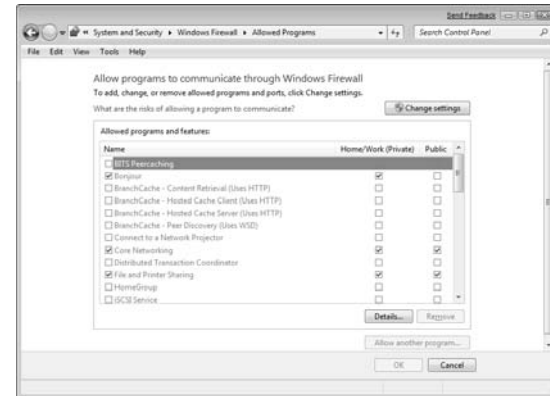 Send Feedback
« System and Security ▸ Windows Firewall ▸ Allowed Programs
Search Control Panel
File Edit View Tools Help
Allow programs to communicate through Windows Firewall
To add, change, or remove allowed programs and ports, click Change settings.
What are the risks of allowing a program to communicate?
Change settings
Allowed programs and features:
Name Home/Work (Private) Public
BITS Peercaching
Bonjour
BranchCache - Content Retrieval (Uses HTTP)
BranchCache - Hosted Cache Client (Uses HTTP)
BranchCache - Hosted Cache Server (Uses HTTP)
BranchCache - Peer Discovery (Uses WSD)
Connect to a Network Projector
Core Networking
Distributed Transaction Coordinator
File and Printer Sharing
HomeGroup
iSCSI Service
Details... Remove
Allow another program...
OK Cancel